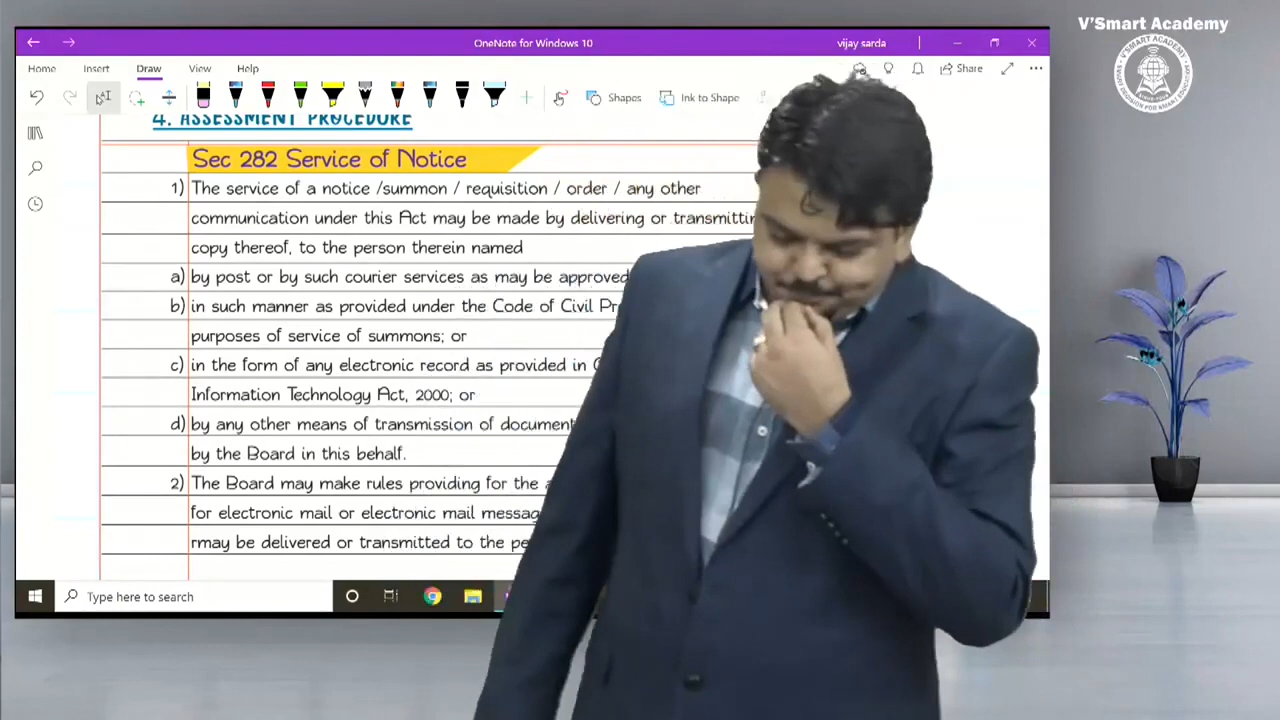 V'Smart Academy
OneNote for Windows 10
vijay sarda
Home Insert Draw View Help
Share
Shapes
Ink to Shape
4. ASSESSMENT PROCEDURE
Sec 282 Service of Notice
1) The service of a notice /summon / requisition / order / any other
communication under this Act may be made by delivering or transmittin
copy thereof, to the person therein named
a) by post or by such courier services as may be approved
b) in such manner as provided under the Code of Civil Pr
purposes of service of summons; or
c) in the form of any electronic record as provided in
Information Technology Act, 2000; or
d) by any other means of transmission of document
by the Board in this behalf.
2) The Board may make rules providing for the a
for electronic mail or electronic mail messag
rmay be delivered or transmitted to the pe
Type here to search